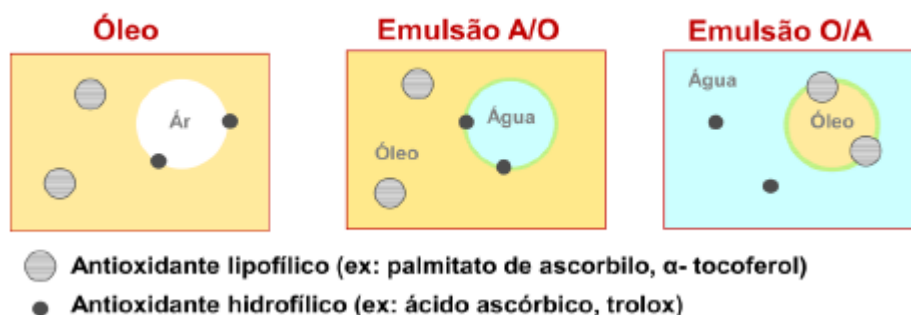 Óleo
Emulsão A/O
Emulsão O/A
Ár
Água
Óleo
Água
Óleo
Antioxidante lipofílico (ex: palmitato de ascorbilo, α- tocoferol)
Antioxidante hidrofílico (ex: ácido ascórbico, trolox)